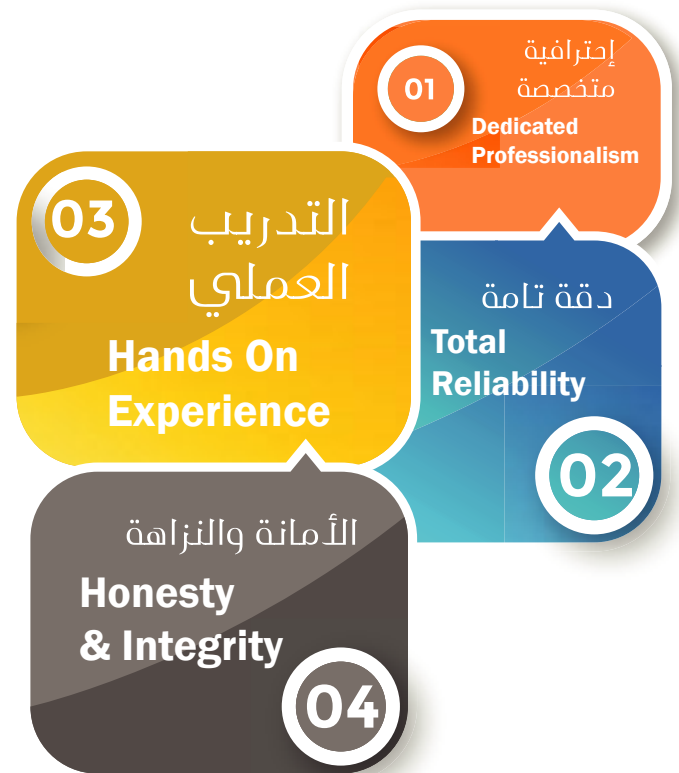 إحترافية
متخصصة
01
Dedicated
Professionalism
دقة تامة
Total
Reliability
02
03
التدريب
العملي
Hands On
Experience
الأمانة والنزاهة
Honesty
& Integrity
04